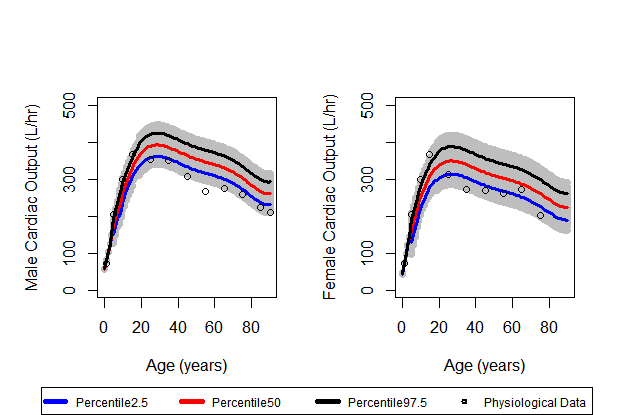 Male Cardiac Output (L/hr)
500
300
100
0
0 20 40 60 80
Age (years)
Female Cardiac Output (L/hr)
500
300
100
0
0 20 40 60 80
Age (years)
Percentile2.5 Percentile50 Percentile97.5 Physiological Data